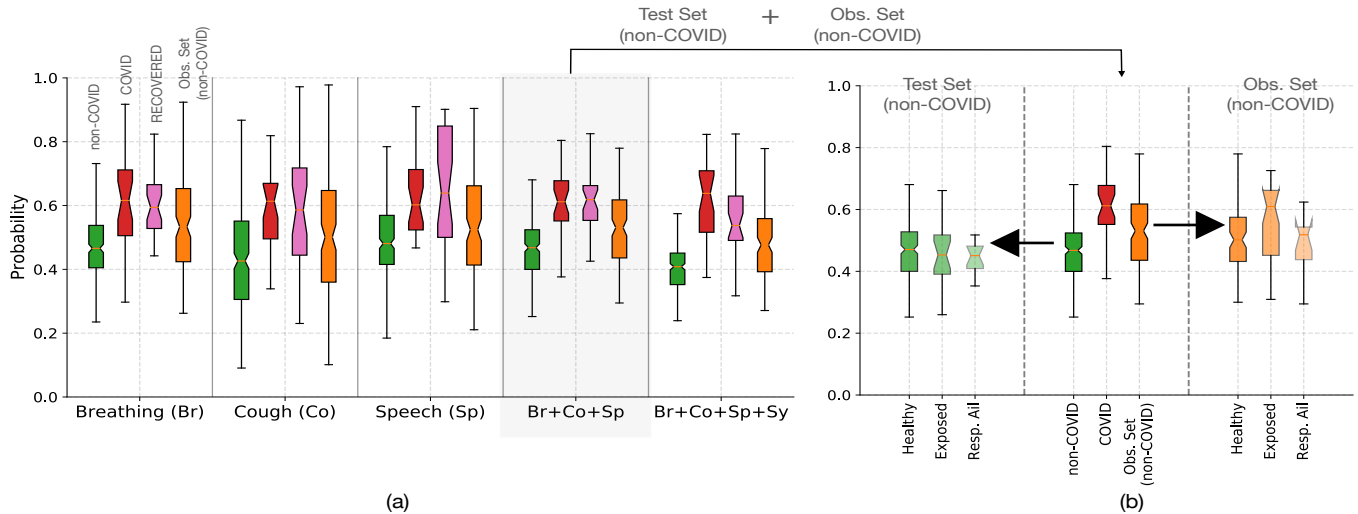 Test Set
(non-COVID)
+
Obs. Set
(non-COVID)
Probability
1.0
0.8
0.6
0.4
0.2
0.0
non-COVID
COVID
RECOVERED
Obs. Set
(non-COVID)
Breathing (Br)
Cough (Co)
Speech (Sp)
Br+Co+Sp
Br+Co+Sp+Sy
(a)
1.0
0.8
0.6
0.4
0.2
0.0
Test Set
(non-COVID)
Obs. Set
(non-COVID)
Healthy
Exposed
Resp. Ail
non-COVID
COVID
Obs. Set
(non-COVID)
Healthy
Exposed
Resp. Ail
(b)